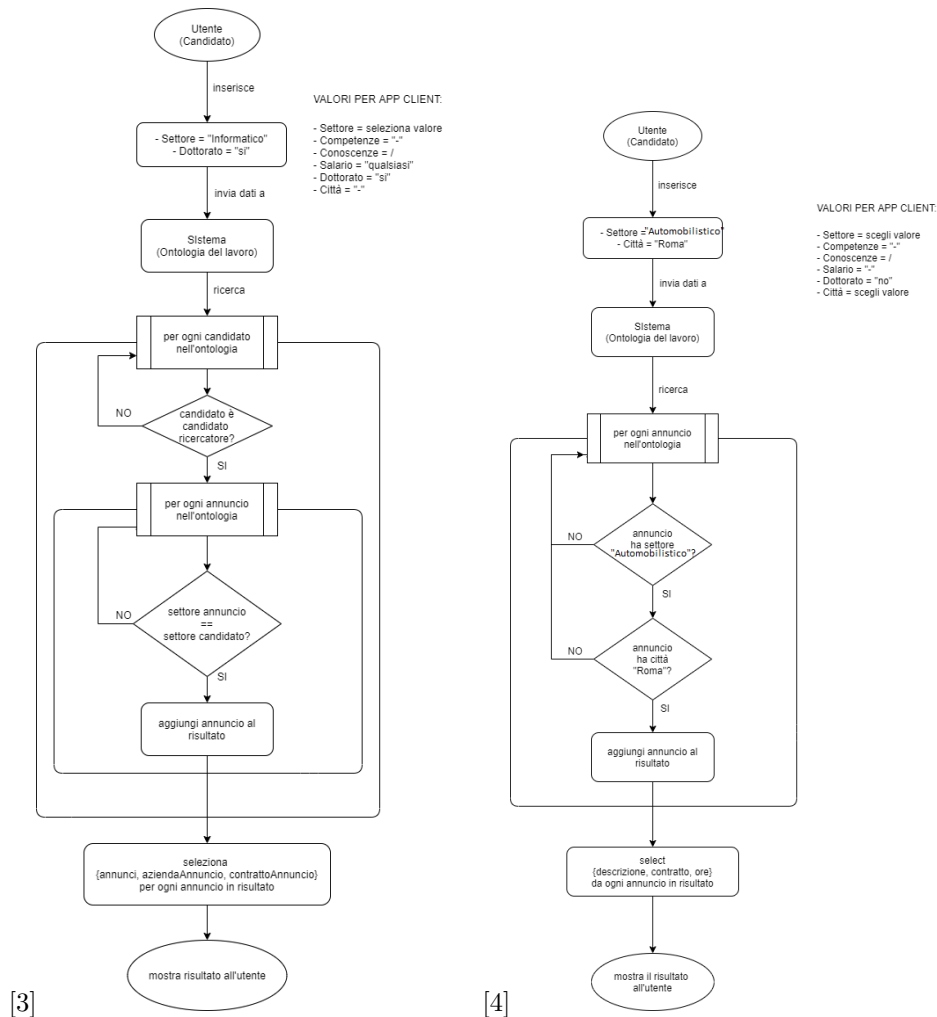 Utente
(Candidato)
inserisce
- Settore = "Informatico"
- Dottorato = "si"
invia dati a
SIstema
(Ontologia del lavoro)
ricerca
per ogni candidato
nell'ontologia
NO
candidato è
candidato
ricercatore?
SI
per ogni annuncio
nell'ontologia
NO
settore annuncio
==
settore candidato?
SI
aggiungi annuncio al
risultato
seleziona
{annunci, aziendaAnnuncio, contrattoAnnuncio}
per ogni annuncio in risultato
mostra risultato all'utente
VALORI PER APP CLIENT:
- Settore = seleziona valore
- Competenze = "-"
- Conoscenze = /
- Salario = "qualsiasi"
- Dottorato = "si"
- Città = "-"
[3]
Utente
(Candidato)
inserisce
- Settore ="Automobilistico"
- Città = "Roma"
invia dati a
SIstema
(Ontologia del lavoro)
ricerca
per ogni annuncio
nell'ontologia
NO
annuncio
ha settore
"Automobilistico"?
SI
NO
annuncio
ha città
"Roma"?
SI
aggiungi annuncio al
risultato
select
{descrizione, contratto, ore}
da ogni annuncio in risultato
mostra il risultato
all'utente
VALORI PER APP CLIENT:
- Settore = scegli valore
- Competenze = "-"
- Conoscenze = /
- Salario = "-"
- Dottorato = "no"
- Città = scegli valore
[4]